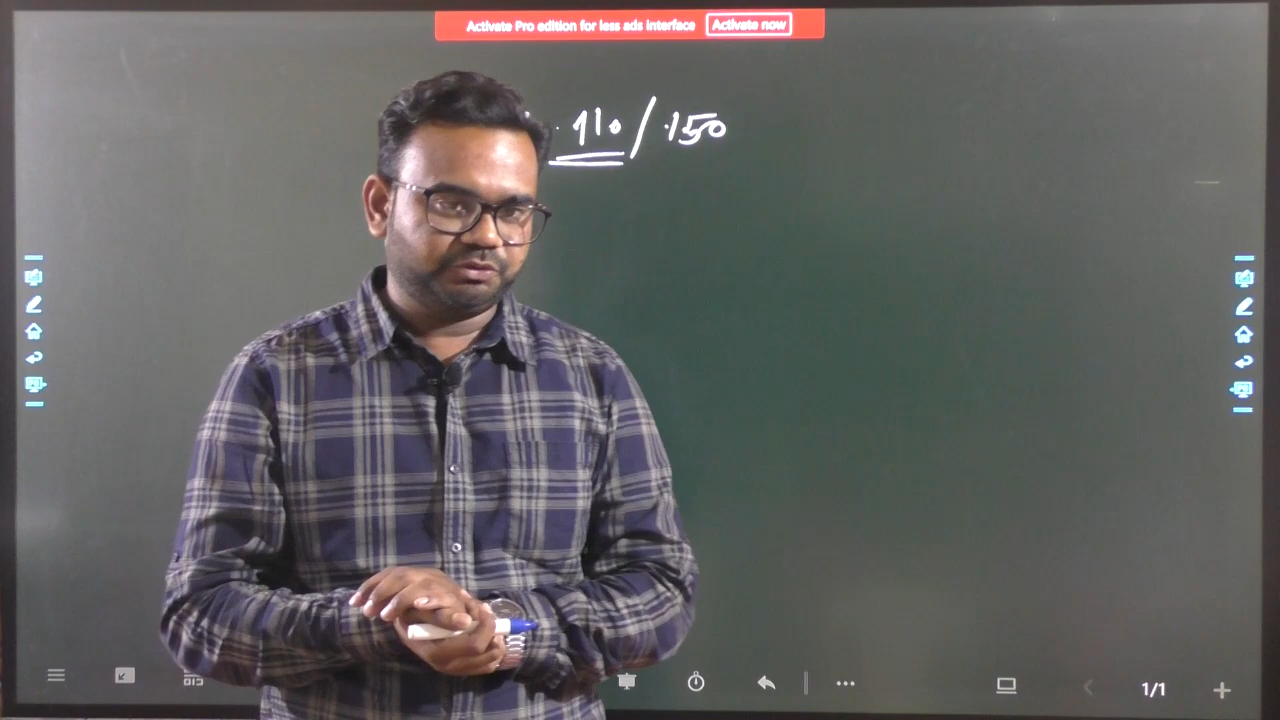 Activate Pro edition for less ads interface Activate now
110/150
1/1